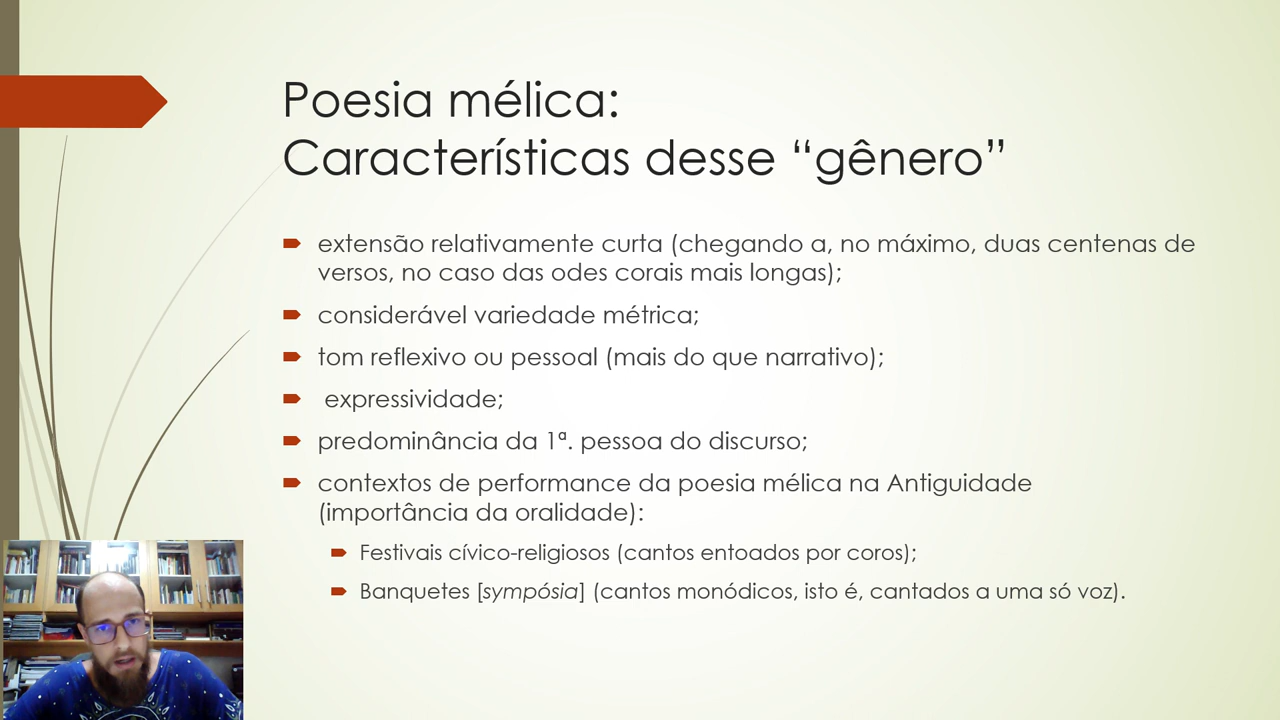 Poesia mélica:
Características desse “gênero”
extensão relativamente curta (chegando a, no máximo, duas centenas de
versos, no caso das odes corais mais longas);
considerável variedade métrica;
tom reflexivo ou pessoal (mais do que narrativo);
expressividade;
predominância da 1ª. pessoa do discurso;
contextos de performance da poesia mélica na Antiguidade
(importância da oralidade):
Festivais cívico-religiosos (cantos entoados por coros);
Banquetes [sympósia] (cantos monódicos, isto é, cantados a uma só voz).